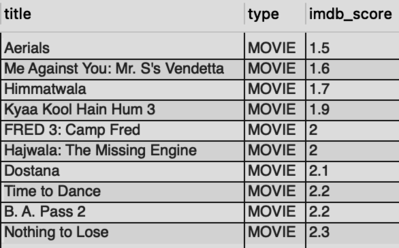 title type imdb_score
Aerials MOVIE 1.5
Me Against You: Mr. S's Vendetta MOVIE 1.6
Himmatwala MOVIE 1.7
Kyaa Kool Hain Hum 3 MOVIE 1.9
FRED 3: Camp Fred MOVIE 2
Hajwala: The Missing Engine MOVIE 2
Dostana MOVIE 2.1
Time to Dance MOVIE 2.2
B. A. Pass 2 MOVIE 2.2
Nothing to Lose MOVIE 2.3